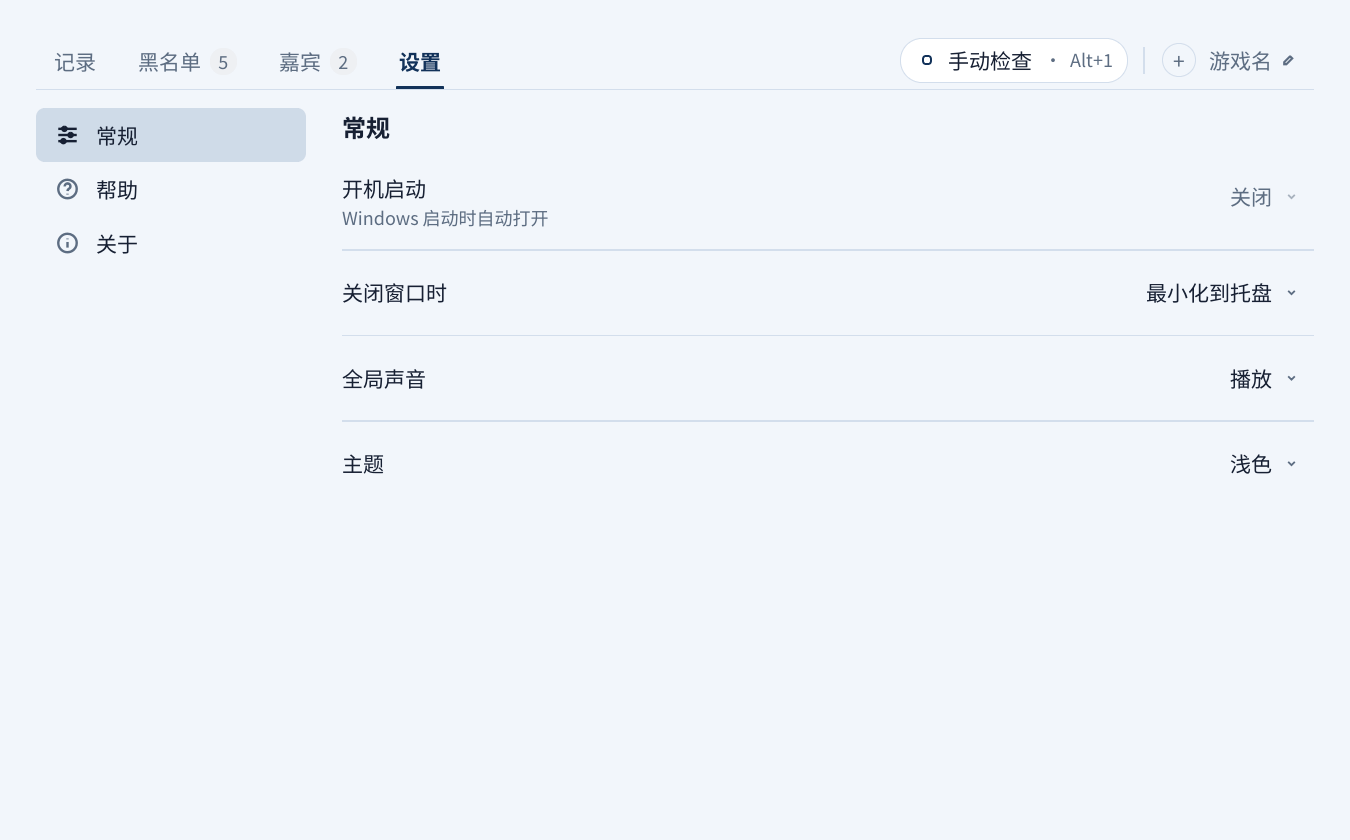 记录 黑名单 5 嘉宾 2 设置 手动检查 · Alt+1 + 游戏名
常规
帮助
关于
常规
开机启动 关闭
Windows 启动时自动打开
关闭窗口时 最小化到托盘
全局声音 播放
主题 浅色